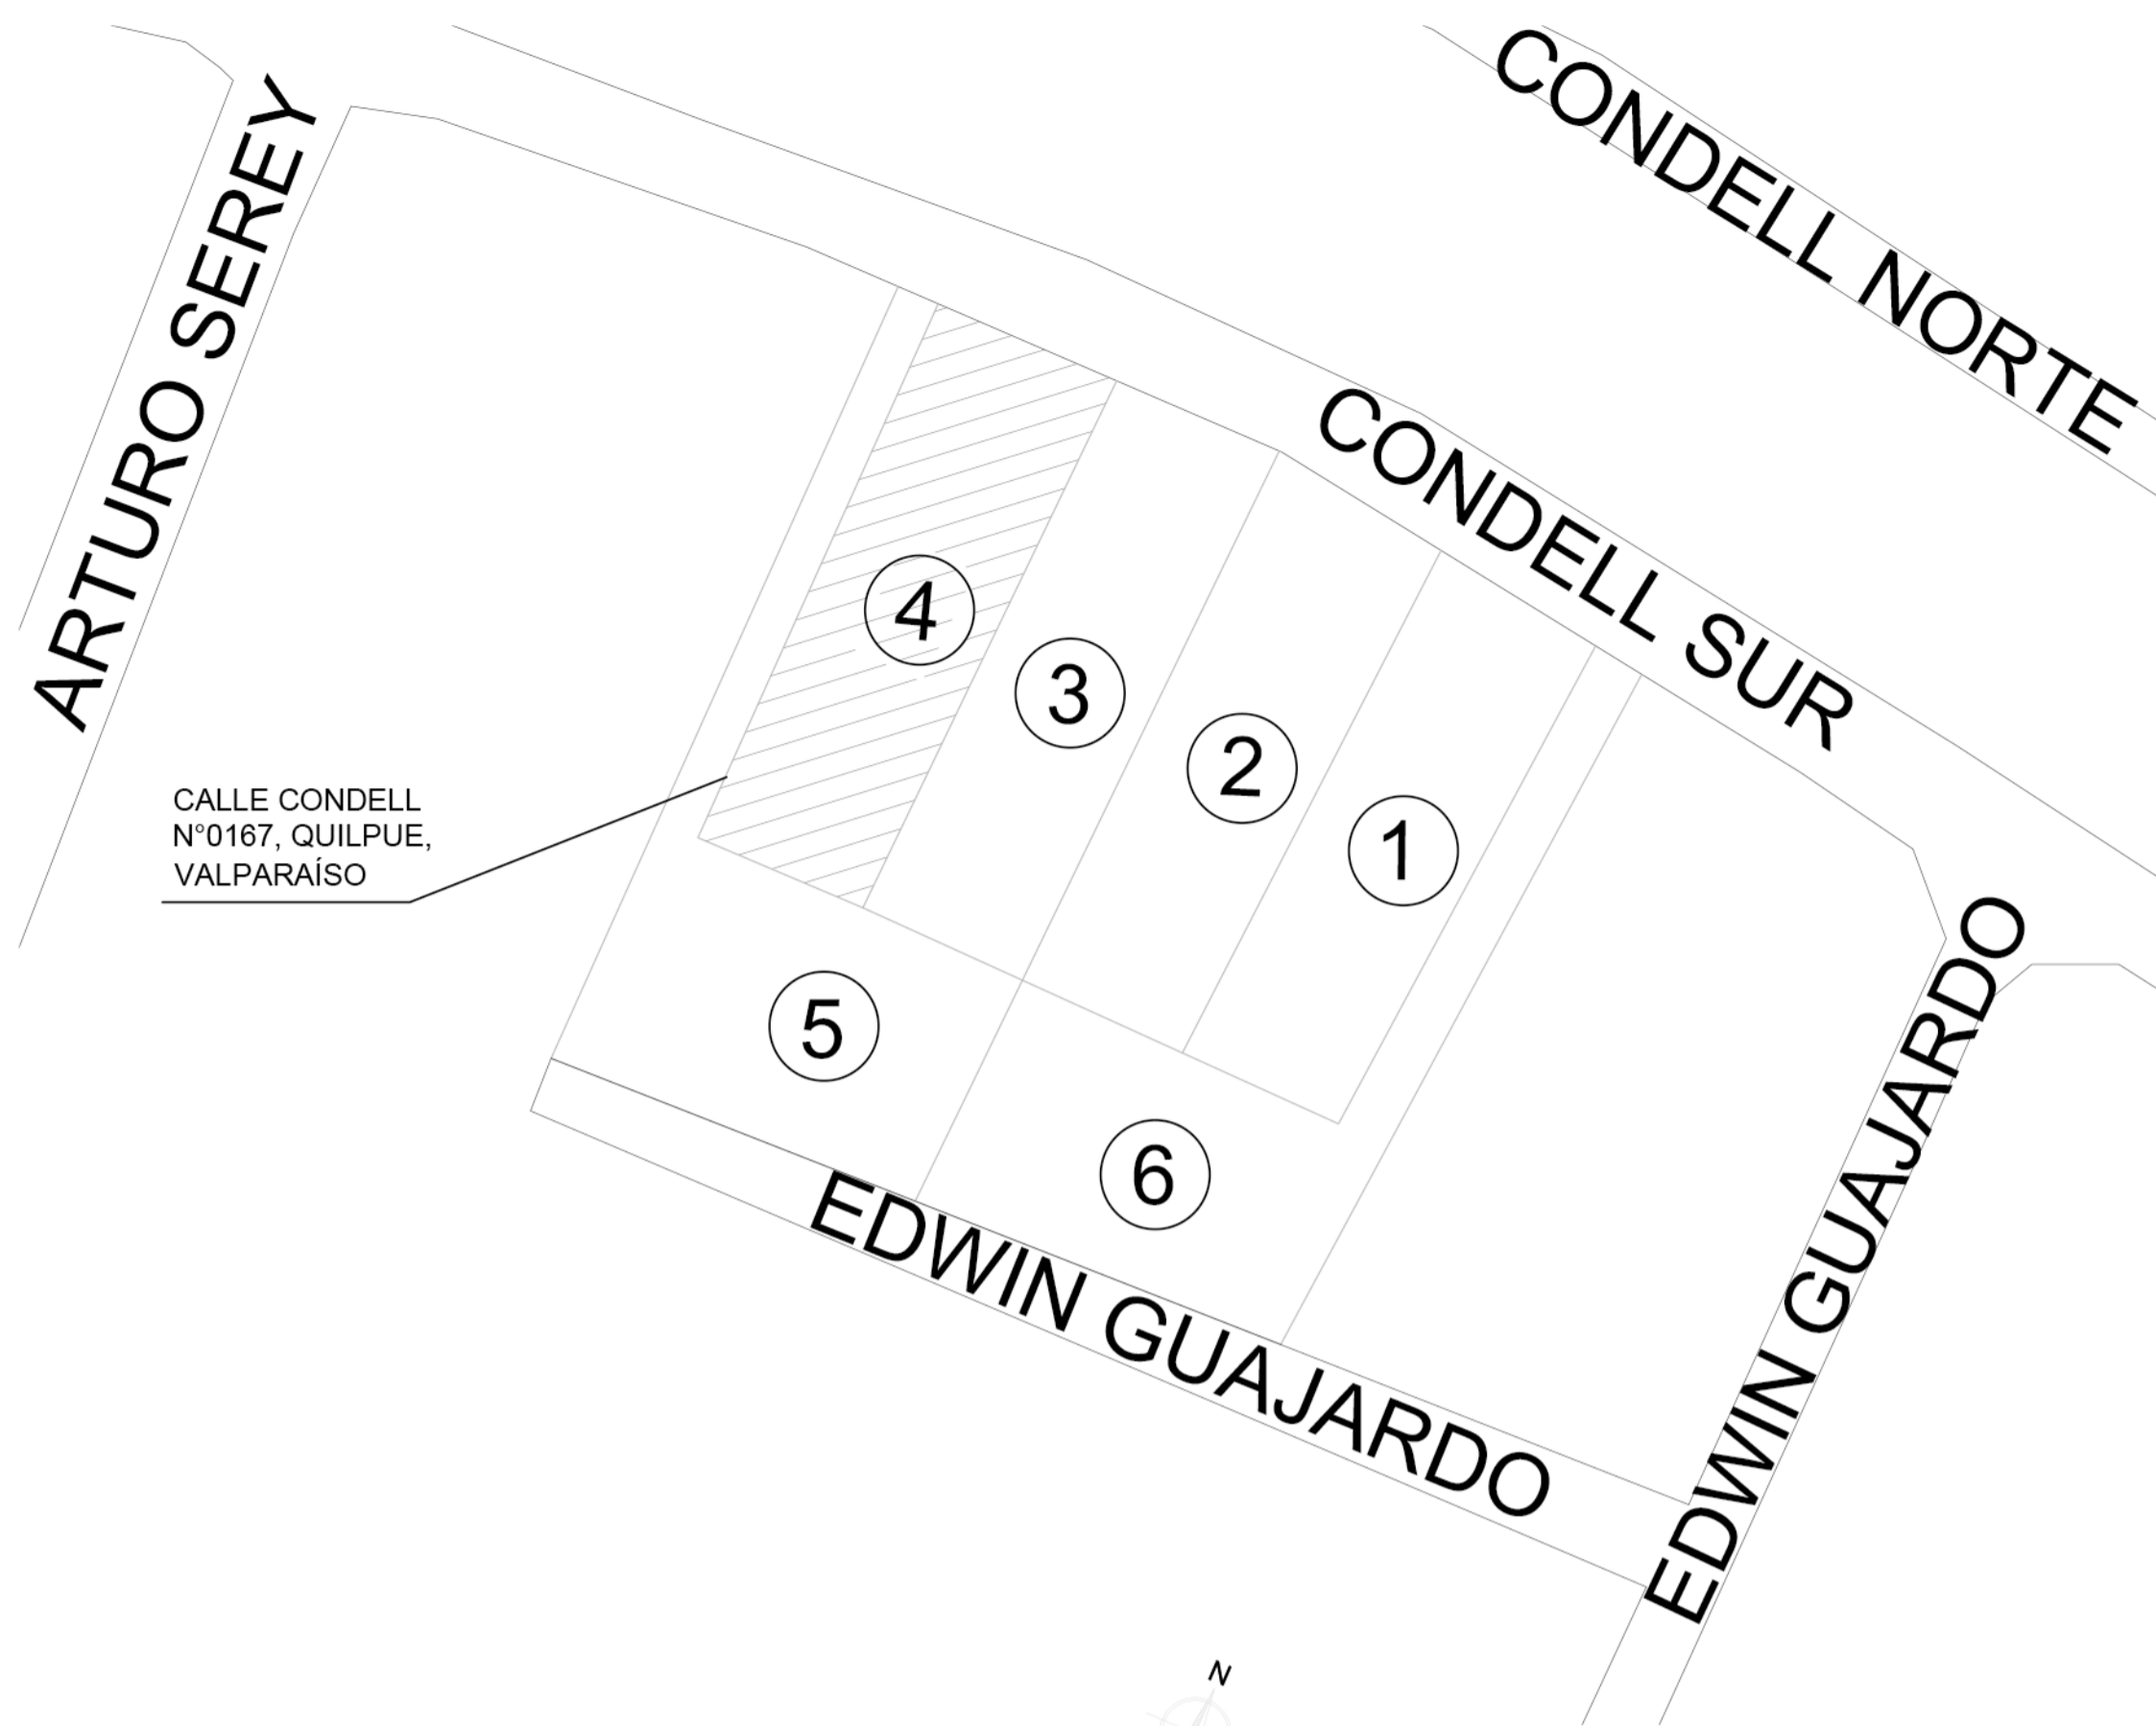 CONDELL NORTE
ARTURO SEREY
CONDELL SUR
4
3
2
1
CALLE CONDELL
N°0167, QUILPUE,
VALPARAÍSO
5
6
EDWIN GUAJARDO
EDWIN GUAJARDO
N